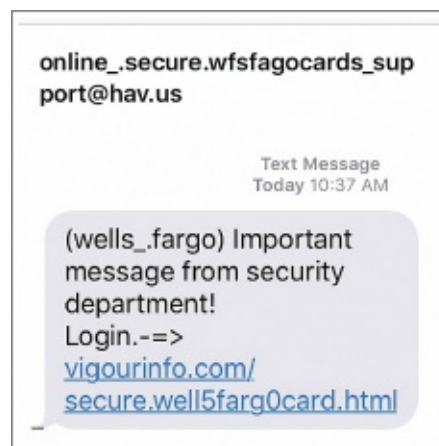 online_.secure.wfsfagocards_sup
port@hav.us
Text Message
Today 10:37 AM
(wells_.fargo) Important
message from security
department!
Login.-=>
vigourinfo.com/
secure.well5farg0card.html